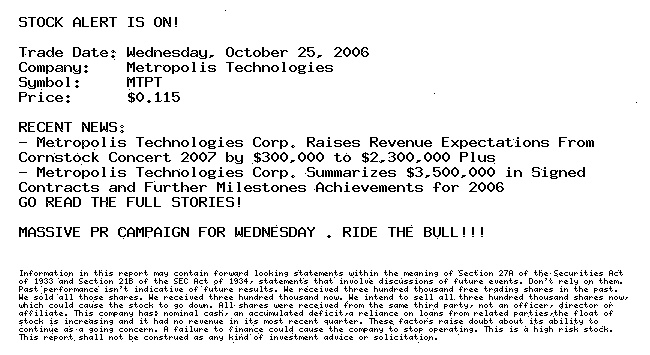 STOCK ALERT IS ON!
Trade Date: Wednesday, October 25, 2006
Company: Metropolis Technologies
Symbol: MTPT
Price: $0.115
RECENT NEWS:
- Metropolis Technologies Corp. Raises Revenue Expectations From
Cornstock Concert 2007 by $300,000 to $2,300,000 Plus
- Metropolis Technologies Corp. Summarizes $3,500,000 in Signed
Contracts and Further Milestones Achievements for 2006
GO READ THE FULL STORIES!
MASSIVE PR CAMPAIGN FOR WEDNESDAY . RIDE THE BULL!!!
Information in this report may contain forward looking statements within the meaning of Section 27A of the Securities Act
of 1933 and Section 21B of the SEC Act of 1934; statements that involve discussions of future events. Don't rely on them.
Past performance isn't indicative of future results. We received three hundred thousand free trading shares in the past.
We sold all those shares. We received three hundred thousand now. We intend to sell all three hundred thousand shares now,
which could cause the stock to go down. All shares were received from the same third party, not an officer, director or
affiliate. This company has: nominal cash, an accumulated deficit, a reliance on loans from related parties, the float of
stock is increasing and it had no revenue in its most recent quarter. These factors raise doubt about its ability to
continue as a going concern. A failure to finance could cause the company to stop operating. This is a high risk stock.
This report shall not be construed as any kind of investment advice or solicitation.